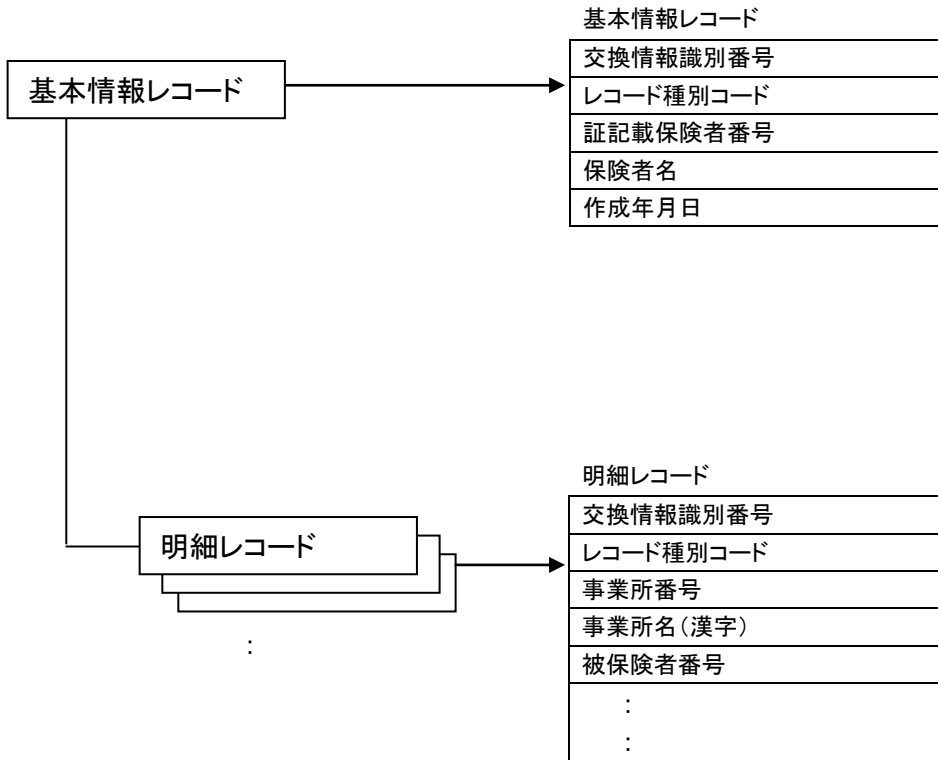 基本情報レコード
基本情報レコード
交換情報識別番号
レコード種別コード
証記載保険者番号
保険者名
作成年月日
明細レコード
明細レコード
交換情報識別番号
レコード種別コード
事業所番号
事業所名(漢字)
被保険者番号
:
:
: